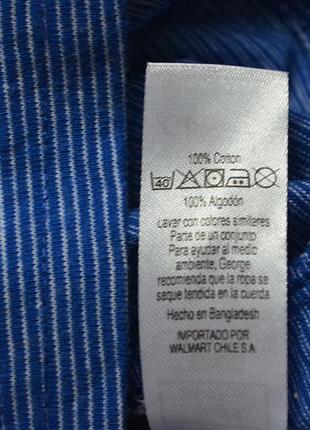 100% Cotton
40
100% Algodón
Lavar con colores similares
Parte de un conjunto
Para ayudar al medio
ambiente, George
recomienda que la ropa se
seque tendida en la cuerda
Hecho en Bangladesh
IMPORTADO POR
WALMART CHILE S.A.